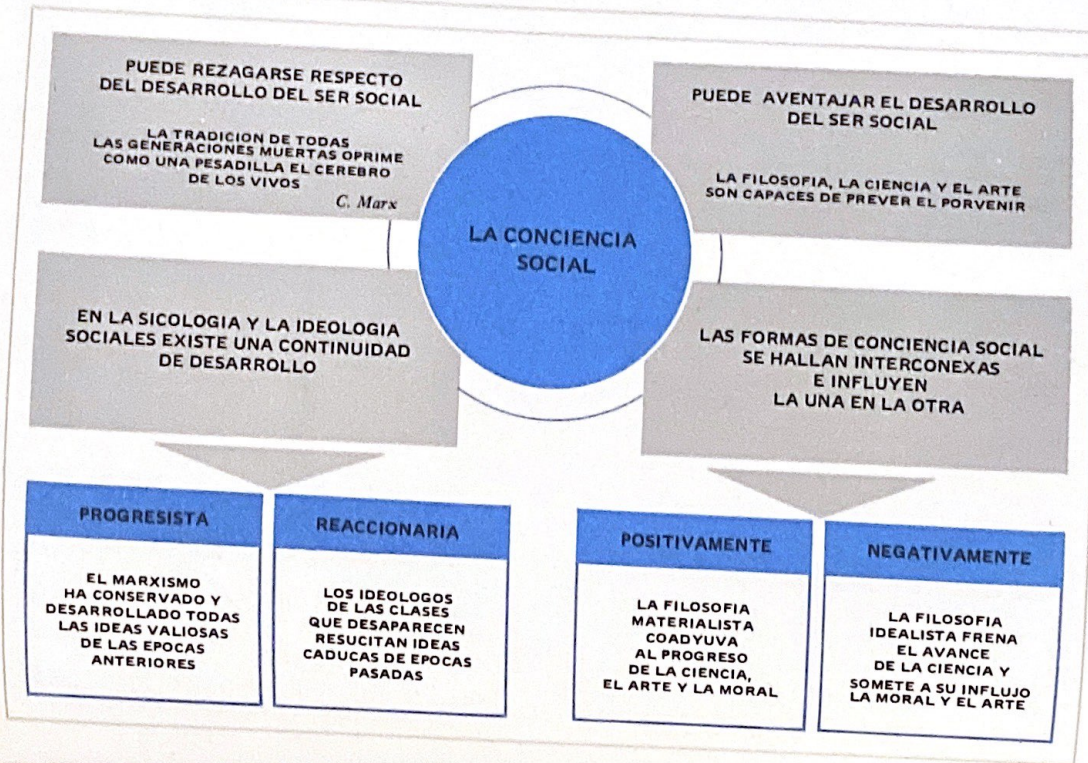 PUEDE REZAGARSE RESPECTO
DEL DESARROLLO DEL SER SOCIAL
LA TRADICION DE TODAS
LAS GENERACIONES MUERTAS OPRIME
COMO UNA PESADILLA EL CEREBRO
DE LOS VIVOS
C. Marx
PUEDE AVENTAJAR EL DESARROLLO
DEL SER SOCIAL
LA FILOSOFIA, LA CIENCIA Y EL ARTE
SON CAPACES DE PREVER EL PORVENIR
LA CONCIENCIA
SOCIAL
EN LA SICOLOGIA Y LA IDEOLOGIA
SOCIALES EXISTE UNA CONTINUIDAD
DE DESARROLLO
LAS FORMAS DE CONCIENCIA SOCIAL
SE HALLAN INTERCONEXAS
E INFLUYEN
LA UNA EN LA OTRA
PROGRESISTA
EL MARXISMO
HA CONSERVADO Y
DESARROLLADO TODAS
LAS IDEAS VALIOSAS
DE LAS EPOCAS
ANTERIORES
REACCIONARIA
LOS IDEOLOGOS
DE LAS CLASES
QUE DESAPARECEN
RESUCITAN IDEAS
CADUCAS DE EPOCAS
PASADAS
POSITIVAMENTE
LA FILOSOFIA
MATERIALISTA
COADYUVA
AL PROGRESO
DE LA CIENCIA,
EL ARTE Y LA MORAL
NEGATIVAMENTE
LA FILOSOFIA
IDEALISTA FRENA
EL AVANCE
DE LA CIENCIA Y
SOMETE A SU INFLUJO
LA MORAL Y EL ARTE